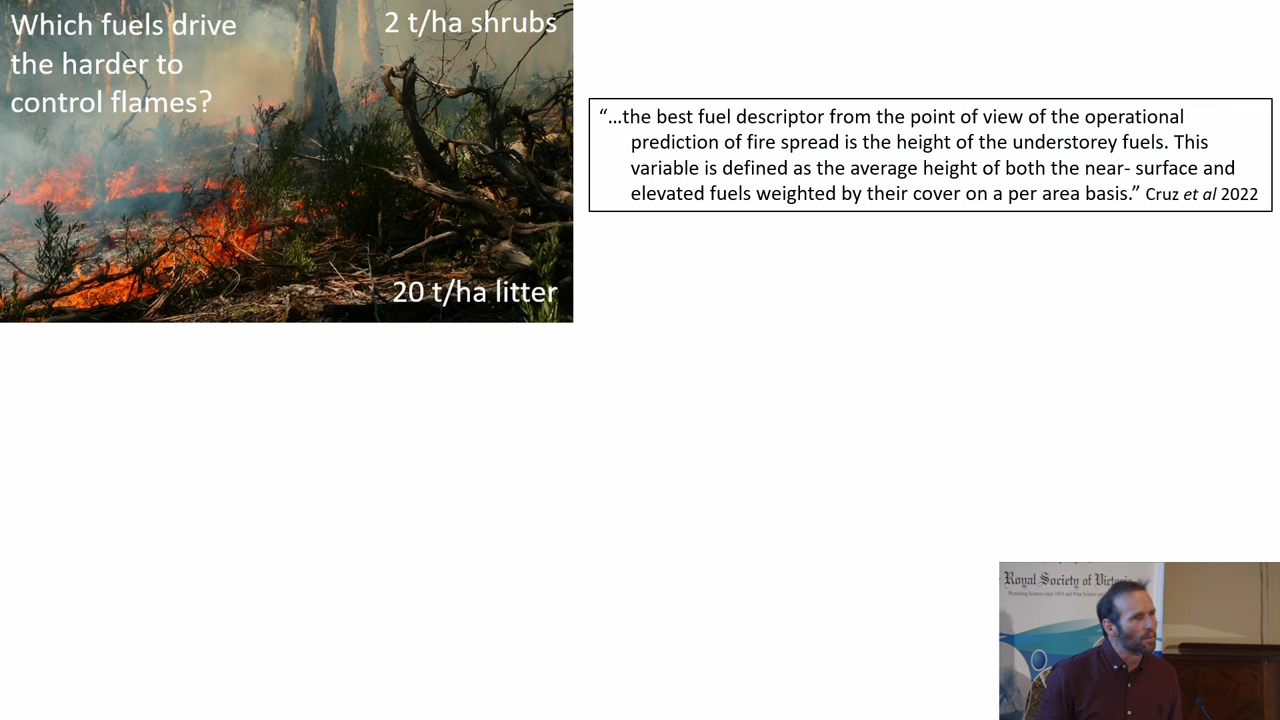 Which fuels drive
the harder to
control flames?
2 t/ha shrubs
20 t/ha litter
“...the best fuel descriptor from the point of view of the operational
prediction of fire spread is the height of the understorey fuels. This
variable is defined as the average height of both the near- surface and
elevated fuels weighted by their cover on a per area basis.” Cruz et al 2022
Royal Society of Victoria